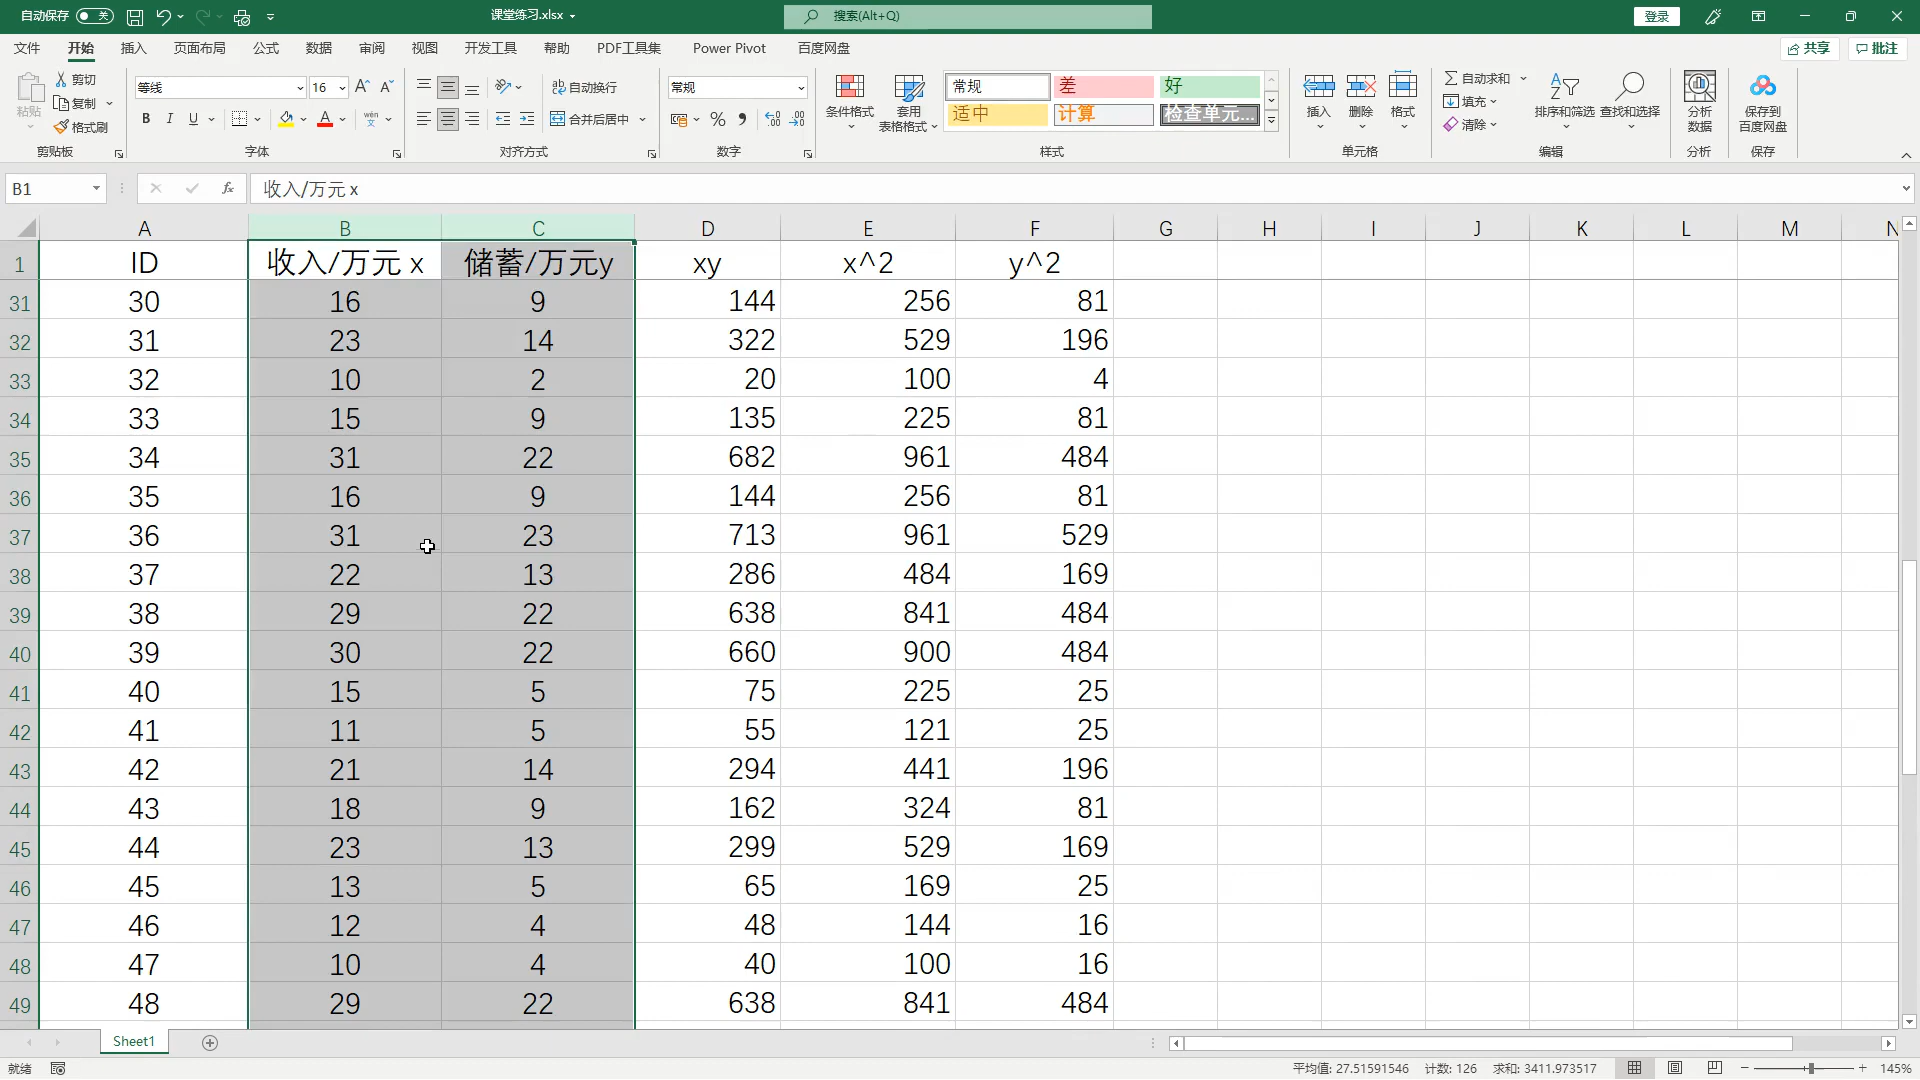 自动保存 关 课堂练习.xlsx 搜索(Alt+Q) 登录
文件 开始 插入 页面布局 公式 数据 审阅 视图 开发工具 帮助 PDF工具集 Power Pivot 百度网盘 共享 批注
粘贴 剪切 复制 格式刷 剪贴板
等线 16 B I U A wén 文 字体
ab 自动换行 合并后居中 对齐方式
常规 % 数字
条件格式 套用 表格格式 常规 差 好 适中 计算 检查单元... 样式
插入 删除 格式 单元格
自动求和 填充 清除 排序和筛选 查找和选择 编辑
分析 数据 分析
保存到 百度网盘 保存
B1 fx 收入/万元 x
A B C D E F G H I J K L M N
1 ID 收入/万元 x 储蓄/万元y xy x^2 y^2
31 30 16 9 144 256 81
32 31 23 14 322 529 196
33 32 10 2 20 100 4
34 33 15 9 135 225 81
35 34 31 22 682 961 484
36 35 16 9 144 256 81
37 36 31 23 713 961 529
38 37 22 13 286 484 169
39 38 29 22 638 841 484
40 39 30 22 660 900 484
41 40 15 5 75 225 25
42 41 11 5 55 121 25
43 42 21 14 294 441 196
44 43 18 9 162 324 81
45 44 23 13 299 529 169
46 45 13 5 65 169 25
47 46 12 4 48 144 16
48 47 10 4 40 100 16
49 48 29 22 638 841 484
Sheet1
就绪 平均值: 27.51591546 计数: 126 求和: 3411.973517 145%